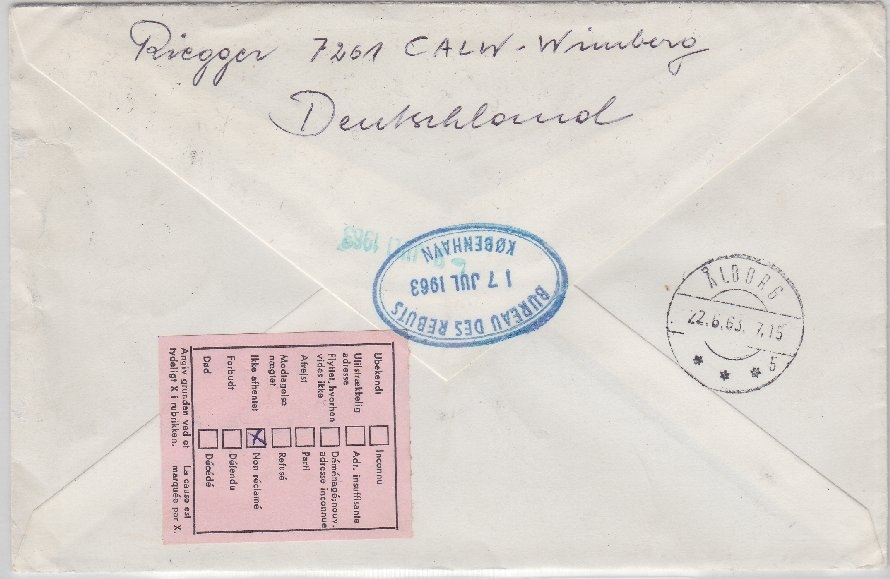 Riegger 7261 CALW-Wimberg
Deutschland
BUREAU DES REBUTS
17 JUL 1963
KØBENHAVN
ÅLBORG
22.6.63. 7.15
5
Ubekendt Inconnu
Utilstrækkelig adresse Adr. insuffisante
Flyttet, hvorhen vides ikke Déménagé; nouv. adresse inconnue
Afrejst Parti
Modtagelse nægtet Refusé
Ikke afhentet X Non réclamé
Forbudt Défendu
Død Décédé
Angiv grunden ved et La cause est
tydeligt X i rubrikken. marquée par X.